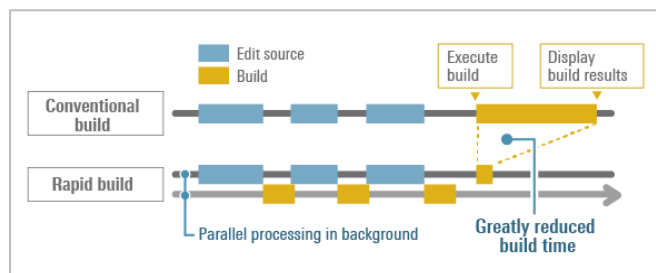 Edit source
Build
Execute
build
Display
build results
Conventional
build
Rapid build
Parallel processing in background
Greatly reduced
build time